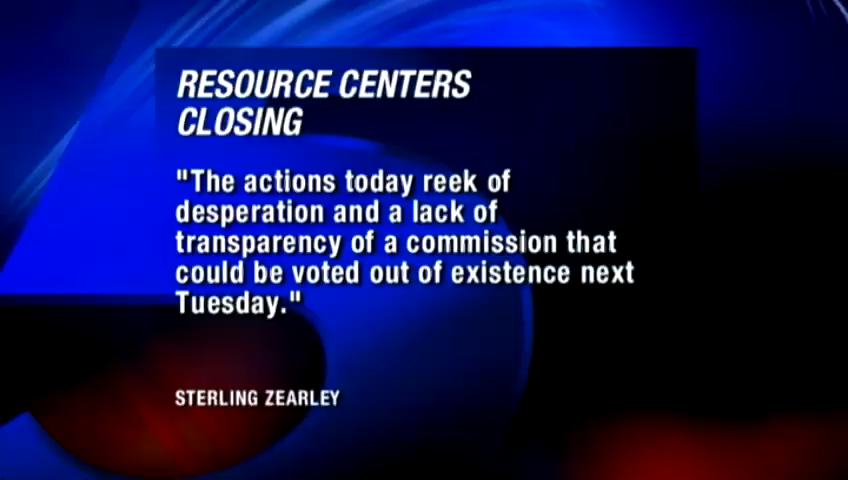 RESOURCE CENTERS
CLOSING
"The actions today reek of
desperation and a lack of
transparency of a commission that
could be voted out of existence next
Tuesday."
STERLING ZEARLEY